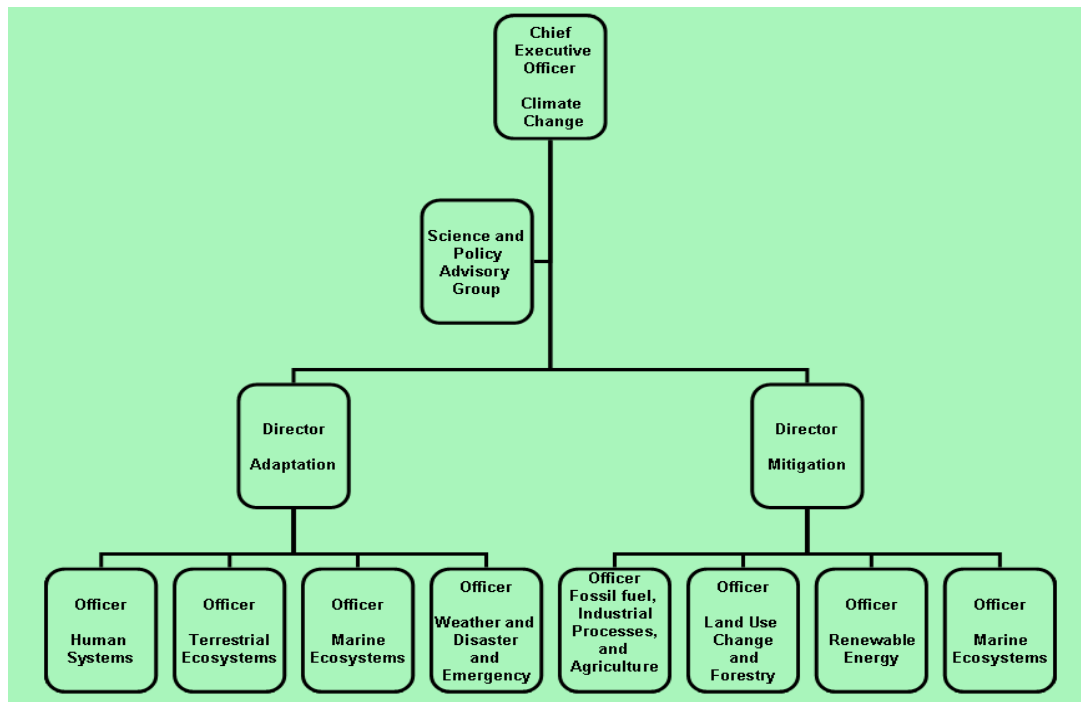 Chief
Executive
Officer
Climate
Change
Science and
Policy
Advisory
Group
Director
Adaptation
Director
Mitigation
Officer
Human
Systems
Officer
Terrestrial
Ecosystems
Officer
Marine
Ecosystems
Officer
Weather and
Disaster
and
Emergency
Officer
Fossil fuel,
Industrial
Processes,
and
Agriculture
Officer
Land Use
Change
and
Forestry
Officer
Renewable
Energy
Officer
Marine
Ecosystems